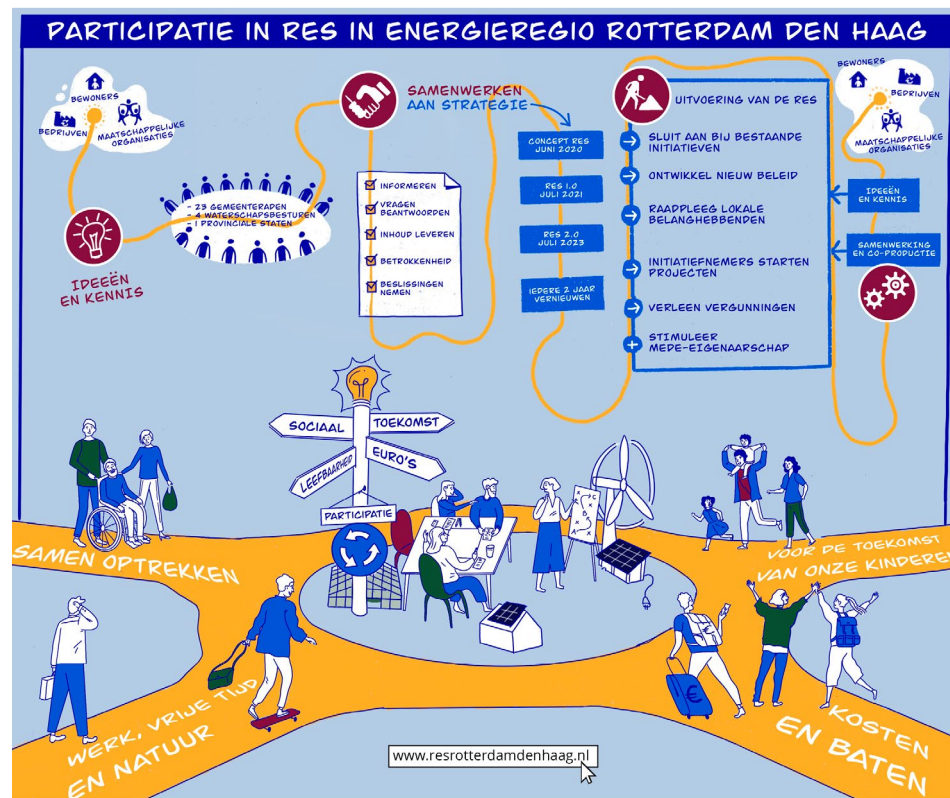 PARTICIPATIE IN RES IN ENERGIEREGIO ROTTERDAM DEN HAAG
BEWONERS
BEDRIJVEN
MAATSCHAPPELIJKE
ORGANISATIES
- 23 GEMEENTERADEN
- 4 WATERSCHAPSBESTUREN
- 1 PROVINCIALE STATEN
IDEEËN
EN KENNIS
SAMENWERKEN
AAN STRATEGIE
INFORMEREN
VRAGEN
BEANTWOORDEN
INHOUD LEVEREN
BETROKKENHEID
BESLISSINGEN
NEMEN
CONCEPT RES
JUNI 2020
RES 1.0
JULI 2021
RES 2.0
JULI 2023
IEDERE 2 JAAR
VERNIEUWEN
UITVOERING VAN DE RES
SLUIT AAN BIJ BESTAANDE
INITIATIEVEN
ONTWIKKEL NIEUW BELEID
RAADPLEEG LOKALE
BELANGHEBBENDEN
INITIATIEFNEMERS STARTEN
PROJECTEN
VERLEEN VERGUNNINGEN
STIMULEER
MEDE-EIGENAARSCHAP
BEWONERS
BEDRIJVEN
MAATSCHAPPELIJKE
ORGANISATIES
IDEEËN
EN KENNIS
SAMENWERKING
EN CO-PRODUCTIE
SOCIAAL
TOEKOMST
LEEFBAARHEID
EURO'S
PARTICIPATIE
SAMEN OPTREKKEN
VOOR DE TOEKOMST
VAN ONZE KINDEREN
WERK, VRIJE TIJD
EN NATUUR
€
KOSTEN
EN BATEN
www.resrotterdamdenhaag.nl